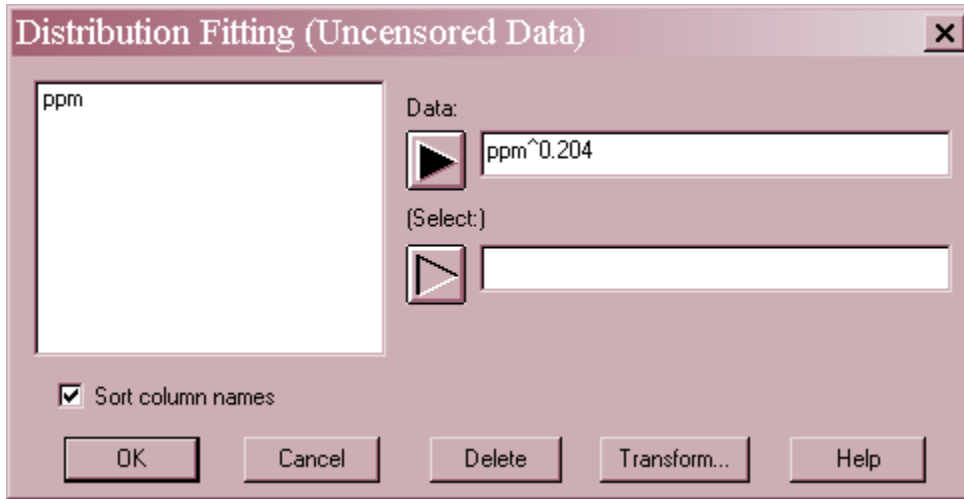 Distribution Fitting (Uncensored Data)
ppm
Data:
ppm^0.204
(Select:)
Sort column names
OK Cancel Delete Transform... Help